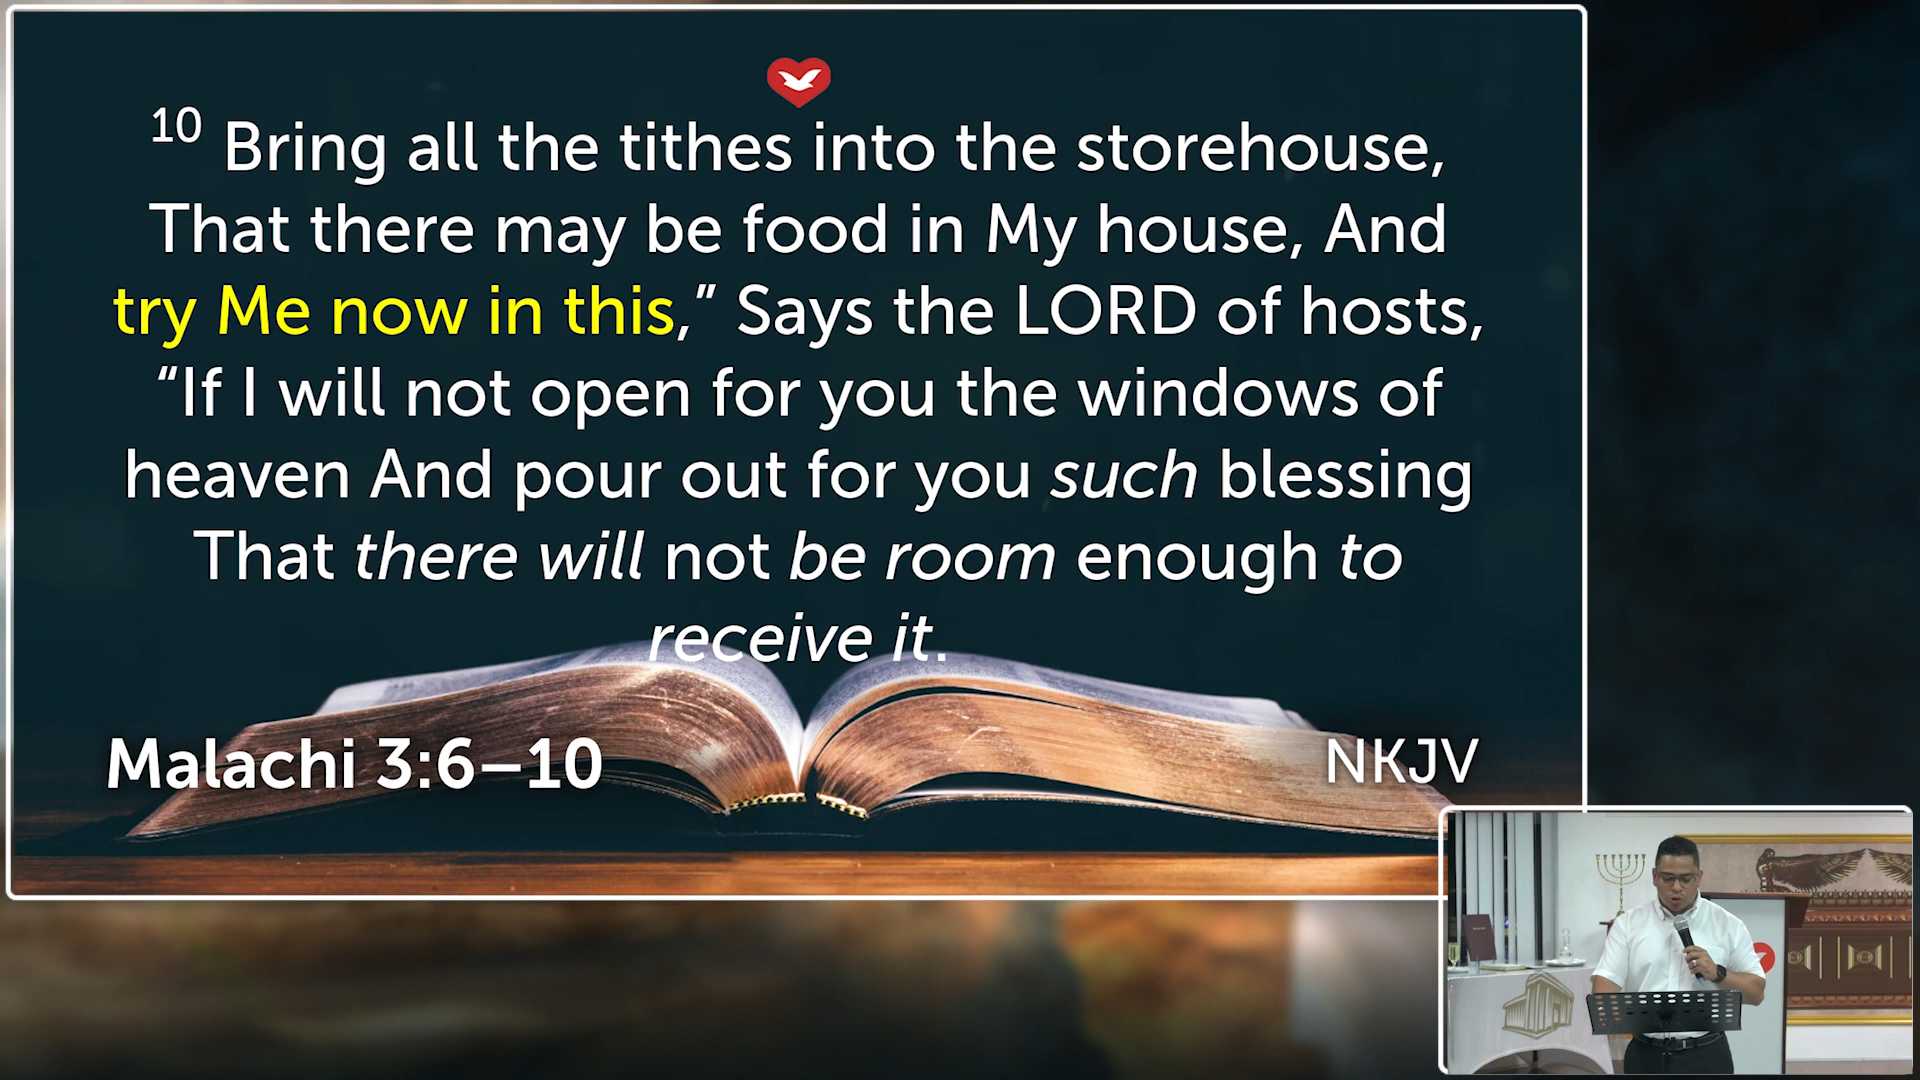 10 Bring all the tithes into the storehouse,
That there may be food in My house, And
try Me now in this,” Says the LORD of hosts,
“If I will not open for you the windows of
heaven And pour out for you such blessing
That there will not be room enough to
receive it.
Malachi 3:6–10
NKJV